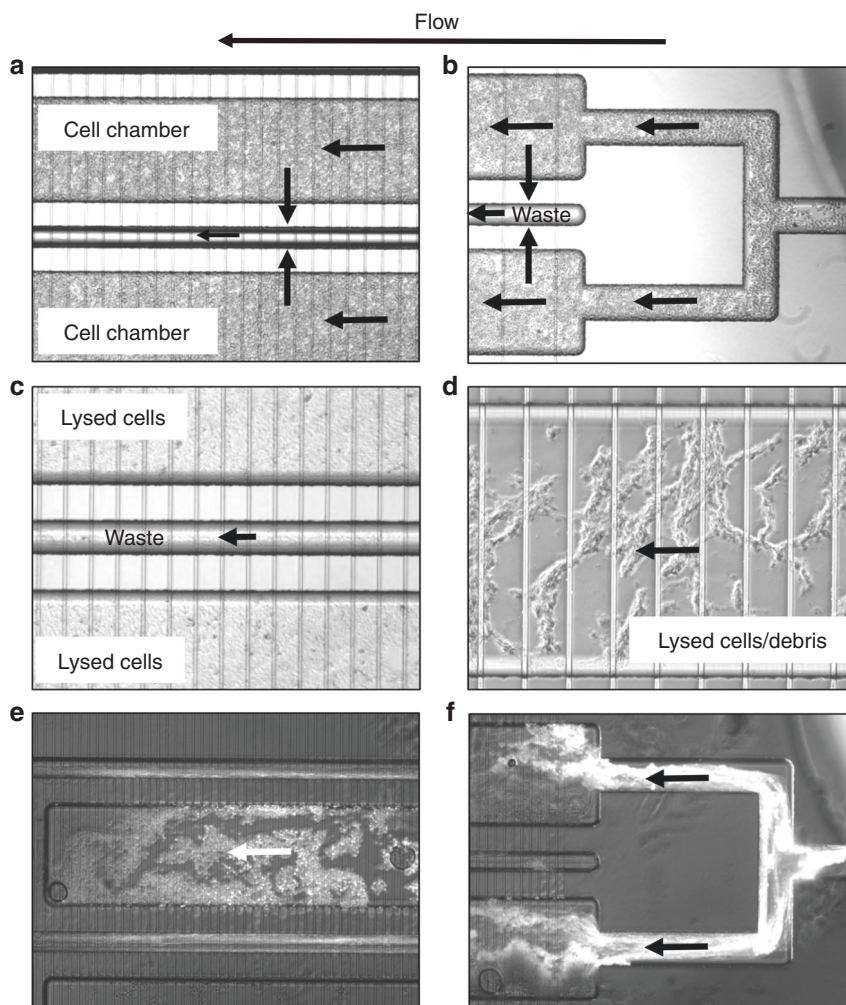 Flow
a
b
Cell chamber
Waste
Cell chamber
c
d
Lysed cells
Waste
Lysed cells
Lysed cells/debris
e
f